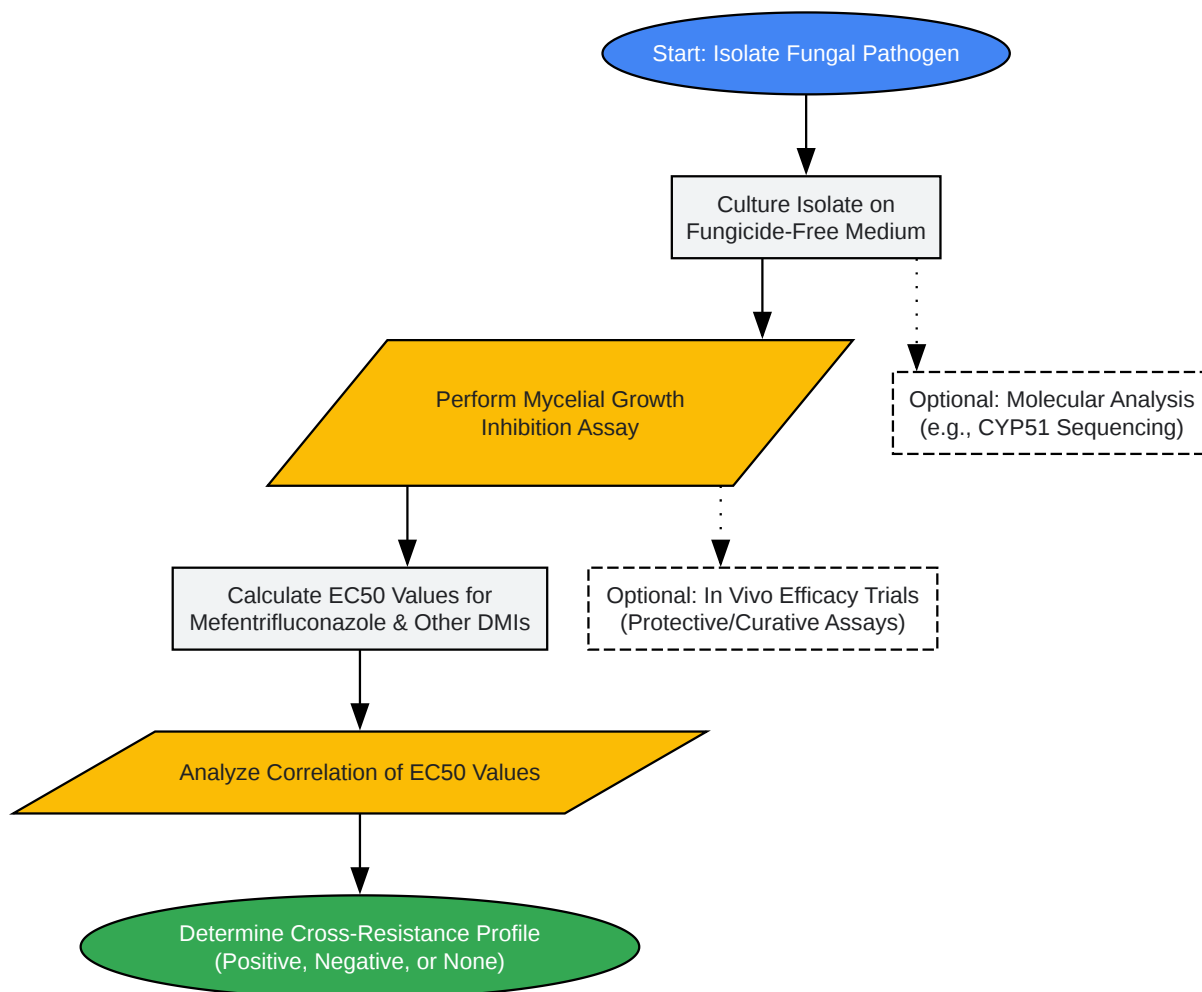 Start: Isolate Fungal Pathogen
Culture Isolate on
Fungicide-Free Medium
Perform Mycelial Growth
Inhibition Assay
Optional: Molecular Analysis
(e.g., CYP51 Sequencing)
Calculate EC50 Values for
Mefentrifluconazole & Other DMIs
Optional: In Vivo Efficacy Trials
(Protective/Curative Assays)
Analyze Correlation of EC50 Values
Determine Cross-Resistance Profile
(Positive, Negative, or None)